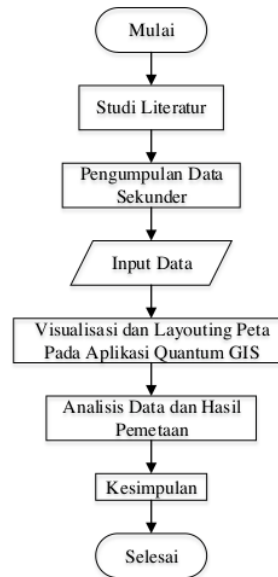 Mulai
Studi Literatur
Pengumpulan Data
Sekunder
Input Data
Visualisasi dan Layouting Peta
Pada Aplikasi Quantum GIS
Analisis Data dan Hasil
Pemetaan
Kesimpulan
Selesai